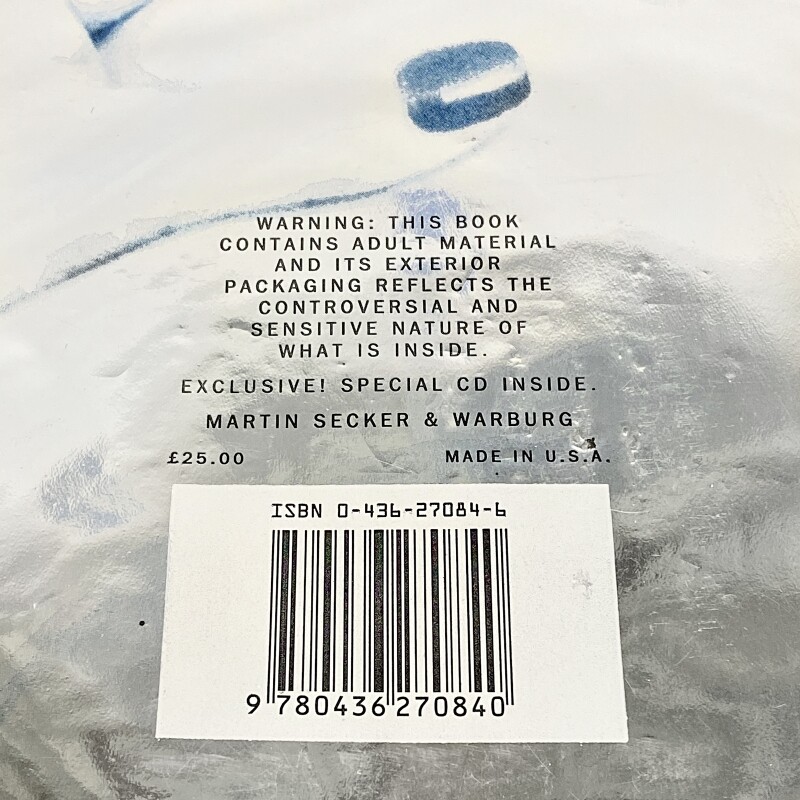 WARNING: THIS BOOK
CONTAINS ADULT MATERIAL
AND ITS EXTERIOR
PACKAGING REFLECTS THE
CONTROVERSIAL AND
SENSITIVE NATURE OF
WHAT IS INSIDE.
EXCLUSIVE! SPECIAL CD INSIDE.
MARTIN SECKER & WARBURG
£25.00 MADE IN U.S.A.
ISBN 0-436-27084-6
9 780436 270840